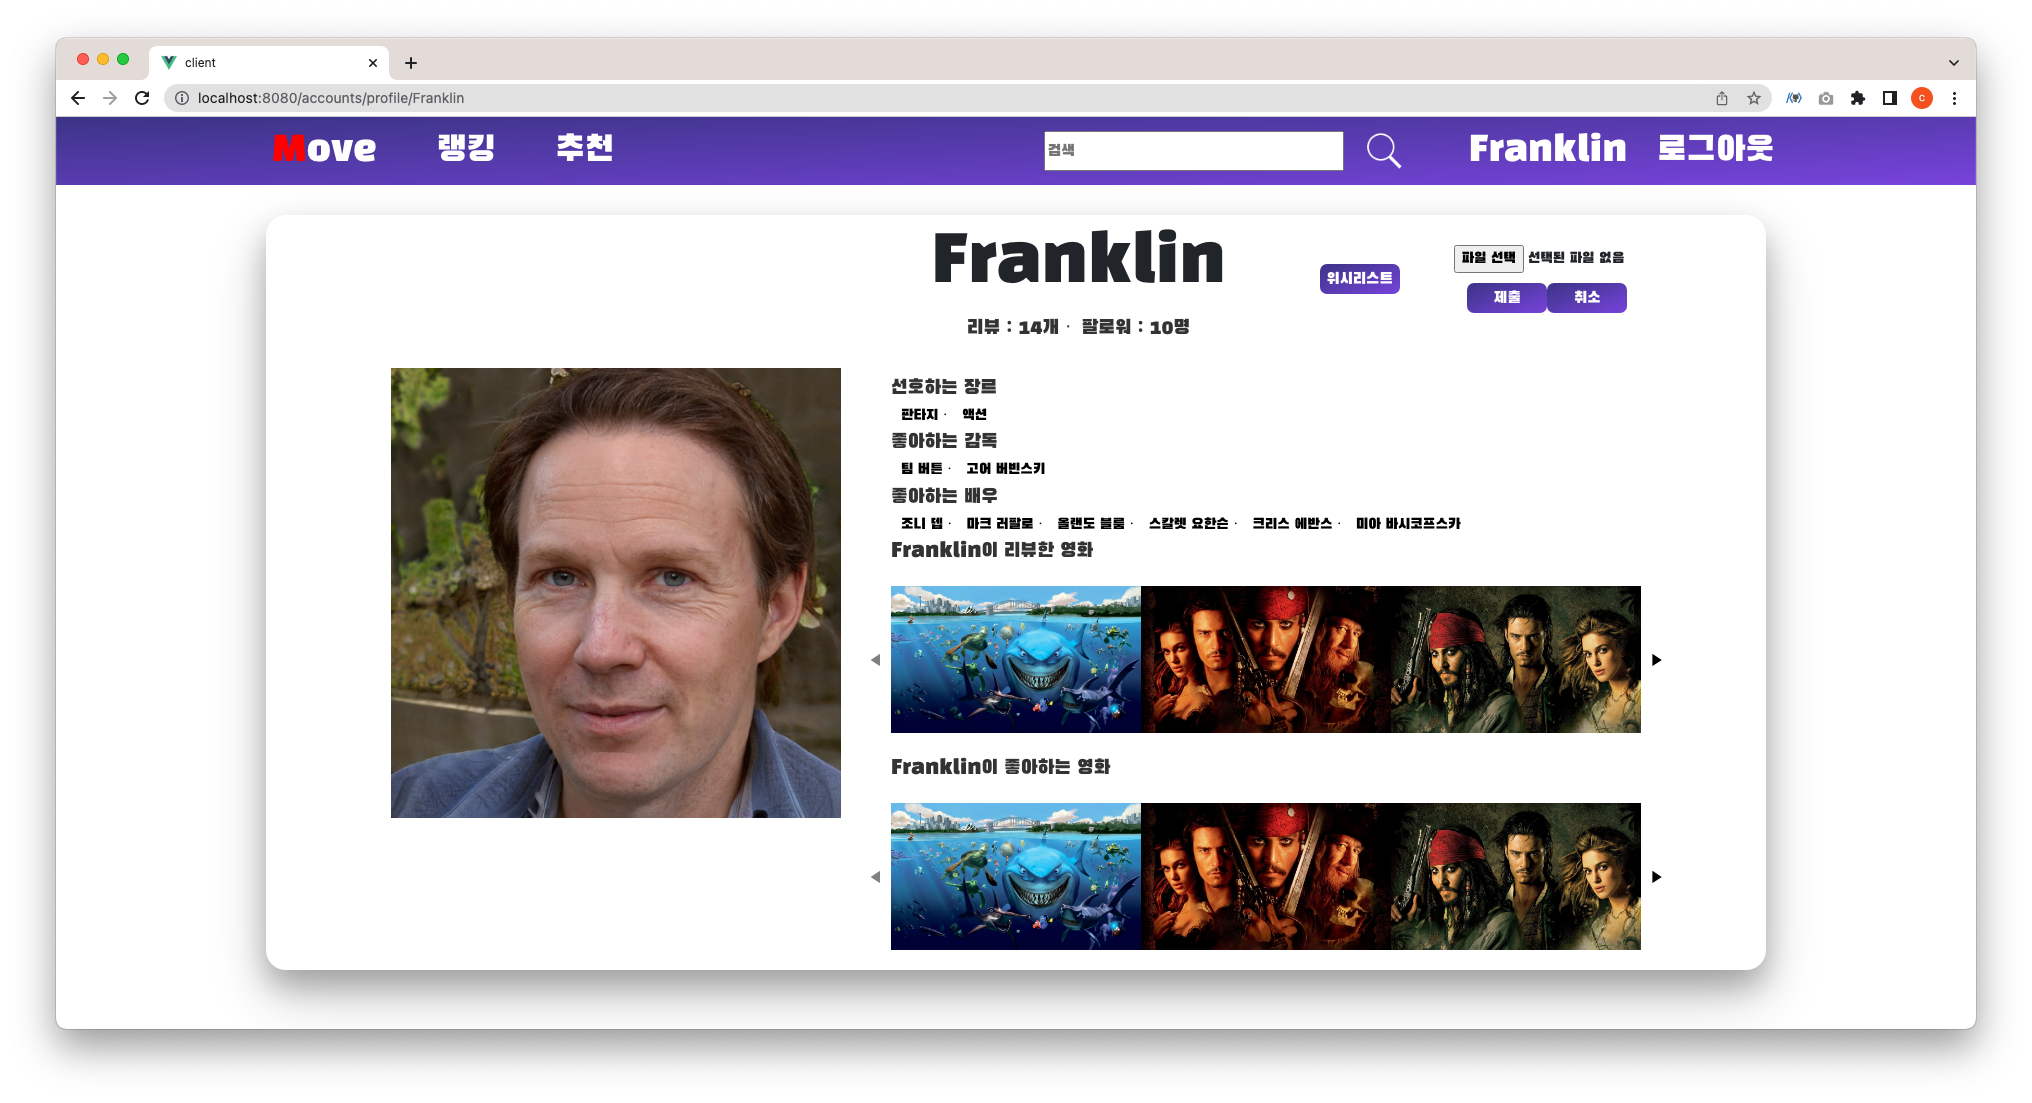 client
localhost:8080/accounts/profile/Franklin
C
Move 랭킹 추천 검색 Franklin 로그아웃
Franklin
위시리스트
파일 선택 선택된 파일 없음
제출 취소
리뷰 : 14개 · 팔로워 : 10명
선호하는 장르
판타지 · 액션
좋아하는 감독
팀 버튼 · 고어 버빈스키
좋아하는 배우
조니 뎁 · 마크 러팔로 · 올랜도 블룸 · 스칼렛 요한슨 · 크리스 에반스 · 미아 바시코프스카
Franklin이 리뷰한 영화
Franklin이 좋아하는 영화